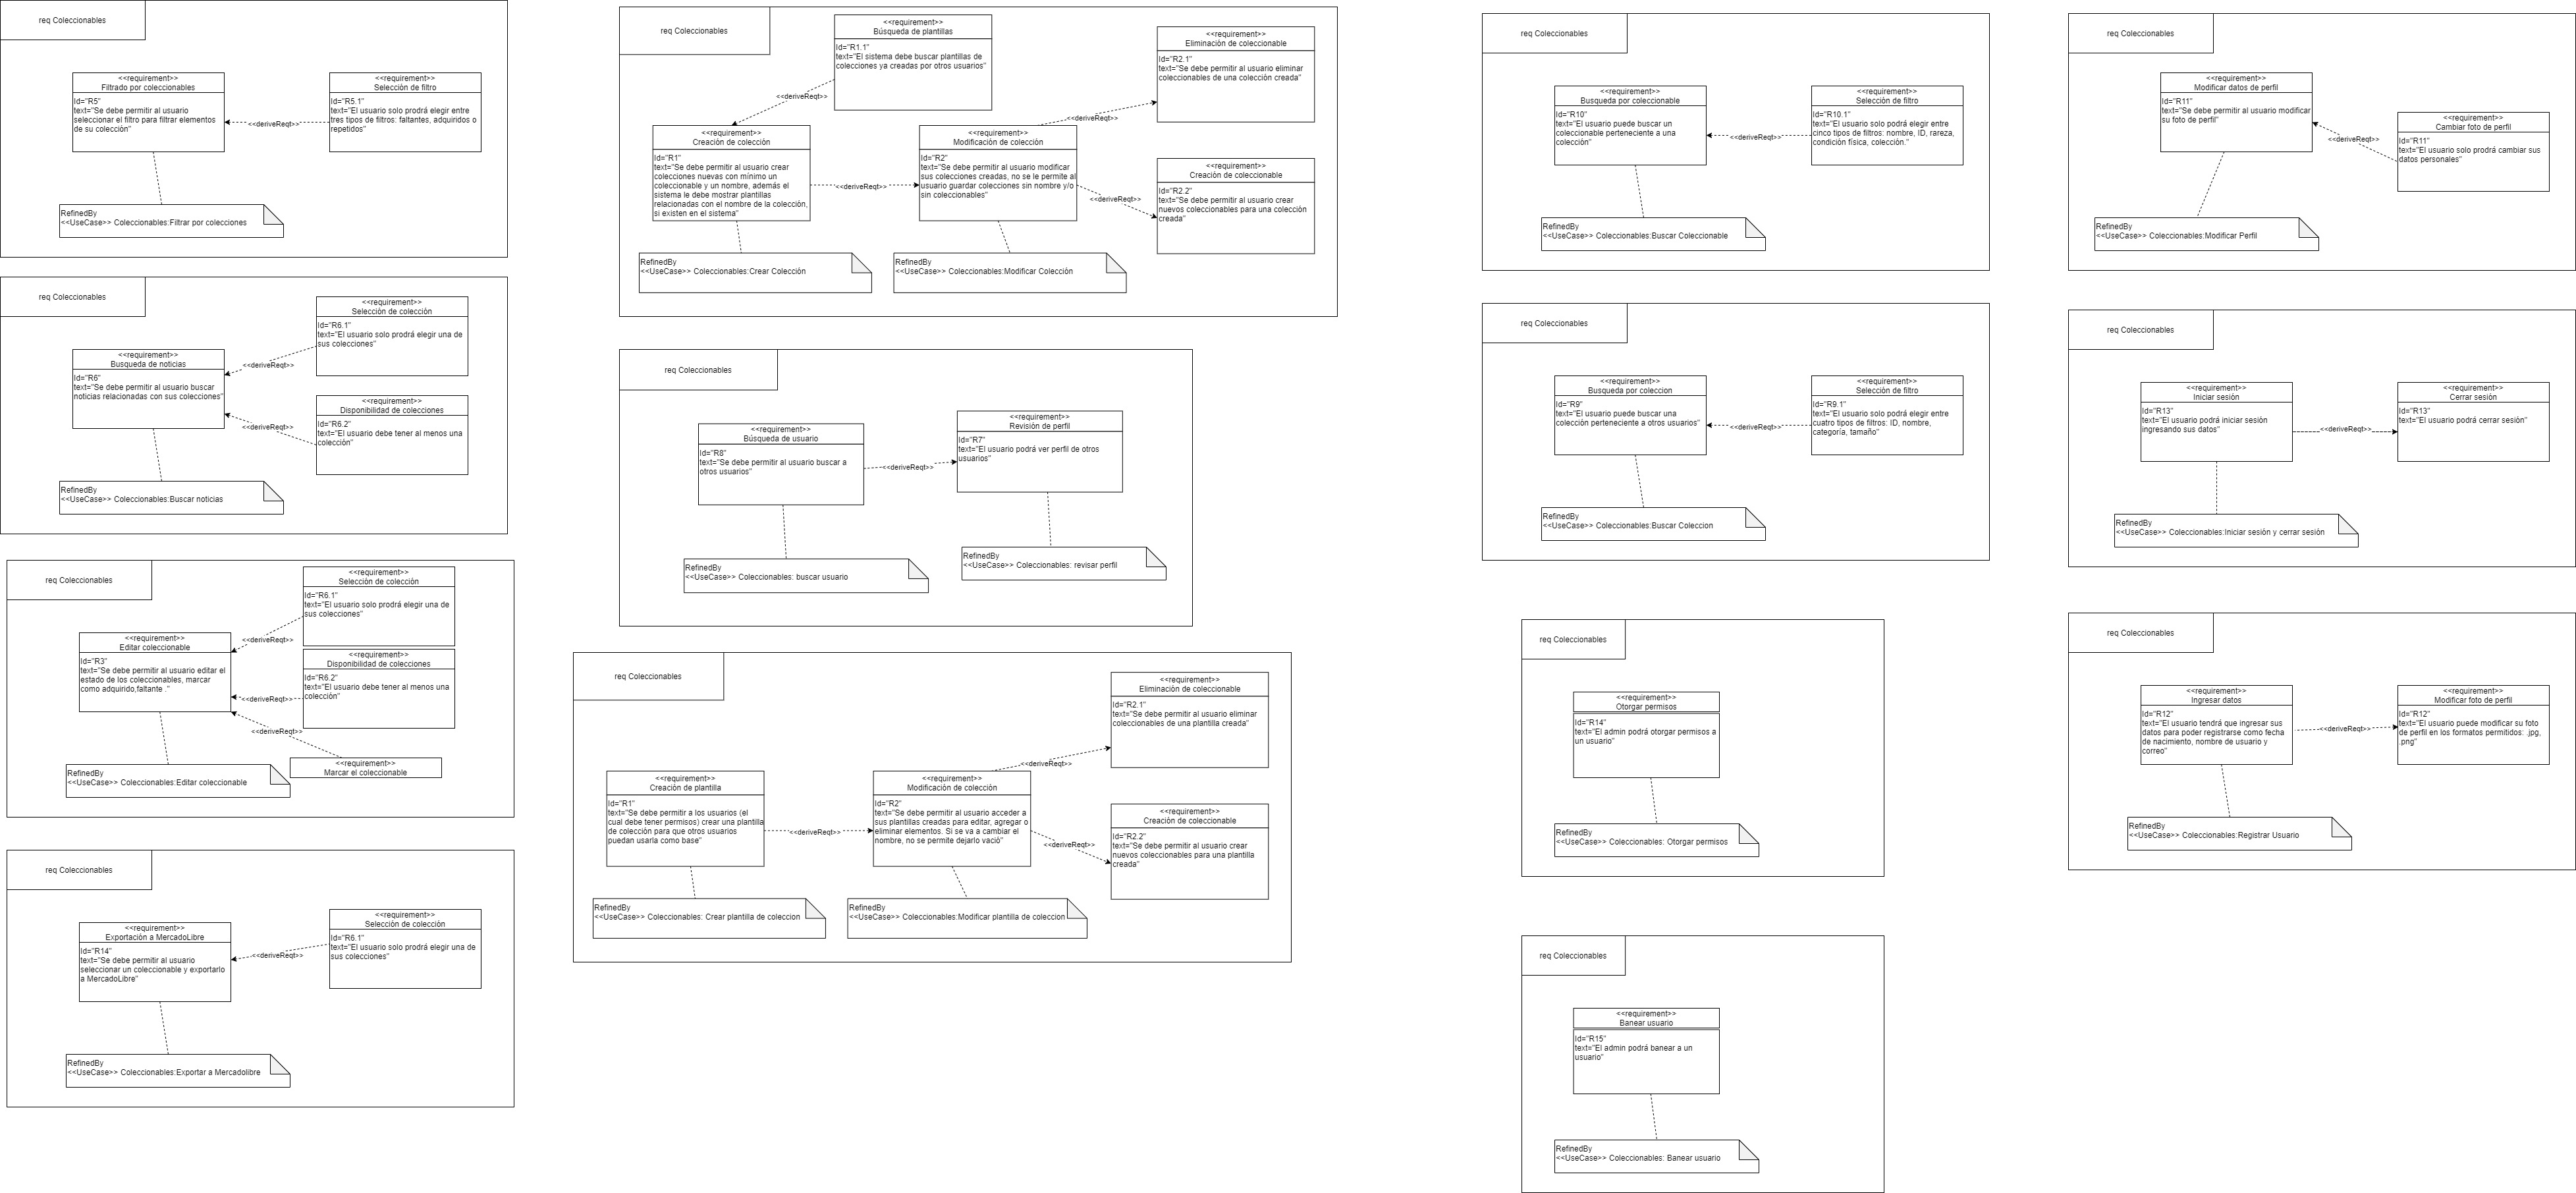 req Coleccionables
<<requirement>>
Filtrado por coleccionables
Id="R5"
text="Se debe permitir al usuario
seleccionar el filtro para filtrar elementos
de su colección"
<<deriveReqt>>
<<requirement>>
Selección de filtro
Id="R5.1"
text="El usuario solo prodrá elegir entre
tres tipos de filtros: faltantes, adquiridos o
repetidos"
RefinedBy
<<UseCase>> Coleccionables:Filtrar por colecciones
req Coleccionables
<<requirement>>
Selección de colección
Id="R6.1"
text="El usuario solo prodrá elegir una de
sus colecciones"
<<requirement>>
Busqueda de noticias
Id="R6"
text="Se debe permitir al usuario buscar
noticias relacionadas con sus colecciones"
<<deriveReqt>>
<<requirement>>
Disponibilidad de colecciones
Id="R6.2"
text="El usuario debe tener al menos una
colección"
<<deriveReqt>>
RefinedBy
<<UseCase>> Coleccionables:Buscar noticias
req Coleccionables
<<requirement>>
Selección de colección
Id="R6.1"
text="El usuario solo prodrá elegir una de
sus colecciones"
<<requirement>>
Editar coleccionable
Id="R3"
text="Se debe permitir al usuario editar el
estado de los coleccionables, marcar
como adquirido,faltante ."
<<deriveReqt>>
<<requirement>>
Disponibilidad de colecciones
Id="R6.2"
text="El usuario debe tener al menos una
colección"
<<deriveReqt>>
<<deriveReqt>>
<<requirement>>
Marcar el coleccionable
RefinedBy
<<UseCase>> Coleccionables:Editar coleccionable
req Coleccionables
<<requirement>>
Exportación a MercadoLibre
Id="R14"
text="Se debe permitir al usuario
seleccionar un coleccionable y exportarlo
a MercadoLibre"
<<deriveReqt>>
<<requirement>>
Selección de colección
Id="R6.1"
text="El usuario solo prodrá elegir una de
sus colecciones"
RefinedBy
<<UseCase>> Coleccionables:Exportar a Mercadolibre
req Coleccionables
<<requirement>>
Búsqueda de plantillas
Id="R1.1"
text="El sistema debe buscar plantillas de
colecciones ya creadas por otros usuarios"
<<deriveReqt>>
<<requirement>>
Eliminación de coleccionable
Id="R2.1"
text="Se debe permitir al usuario eliminar
coleccionables de una colección creada"
<<deriveReqt>>
<<requirement>>
Creación de colección
Id="R1"
text="Se debe permitir al usuario crear
colecciones nuevas con mínimo un
coleccionable y un nombre, además el
sistema le debe mostrar plantillas
relacionadas con el nombre de la colección,
si existen en el sistema"
<<deriveReqt>>
<<requirement>>
Modificación de colección
Id="R2"
text="Se debe permitir al usuario modificar
sus colecciones creadas, no se le permite al
usuario guardar colecciones sin nombre y/o
sin coleccionables"
<<deriveReqt>>
<<requirement>>
Creación de coleccionable
Id="R2.2"
text="Se debe permitir al usuario crear
nuevos coleccionables para una colección
creada"
RefinedBy
<<UseCase>> Coleccionables:Crear Colección
RefinedBy
<<UseCase>> Coleccionables:Modificar Colección
req Coleccionables
<<requirement>>
Búsqueda de usuario
Id="R8"
text="Se debe permitir al usuario buscar a
otros usuarios"
<<deriveReqt>>
<<requirement>>
Revisión de perfil
Id="R7"
text="El usuario podrá ver perfil de otros
usuarios"
RefinedBy
<<UseCase>> Coleccionables: buscar usuario
RefinedBy
<<UseCase>> Coleccionables: revisar perfil
req Coleccionables
<<requirement>>
Eliminación de coleccionable
Id="R2.1"
text="Se debe permitir al usuario eliminar
coleccionables de una plantilla creada"
<<deriveReqt>>
<<requirement>>
Creación de plantilla
Id="R1"
text="Se debe permitir a los usuarios (el
cual debe tener permisos) crear una plantilla
de colección para que otros usuarios
puedan usarla como base"
<<deriveReqt>>
<<requirement>>
Modificación de colección
Id="R2"
text="Se debe permitir al usuario acceder a
sus plantillas creadas para editar, agregar o
eliminar elementos. Si se va a cambiar el
nombre, no se permite dejarlo vació"
<<deriveReqt>>
<<requirement>>
Creación de coleccionable
Id="R2.2"
text="Se debe permitir al usuario crear
nuevos coleccionables para una plantilla
creada"
RefinedBy
<<UseCase>> Coleccionables: Crear plantilla de coleccion
RefinedBy
<<UseCase>> Coleccionables:Modificar plantilla de coleccion
req Coleccionables
<<requirement>>
Busqueda por coleccionable
Id="R10"
text="El usuario puede buscar un
coleccionable perteneciente a una
colección"
<<deriveReqt>>
<<requirement>>
Selección de filtro
Id="R10.1"
text="El usuario solo podrá elegir entre
cinco tipos de filtros: nombre, ID, rareza,
condición física, colección."
RefinedBy
<<UseCase>> Coleccionables:Buscar Coleccionable
req Coleccionables
<<requirement>>
Busqueda por coleccion
Id="R9"
text="El usuario puede buscar una
colección perteneciente a otros usuarios"
<<deriveReqt>>
<<requirement>>
Selección de filtro
Id="R9.1"
text="El usuario solo podrá elegir entre
cuatro tipos de filtros: ID, nombre,
categoría, tamaño"
RefinedBy
<<UseCase>> Coleccionables:Buscar Coleccion
req Coleccionables
<<requirement>>
Otorgar permisos
Id="R14"
text="El admin podrá otorgar permisos a
un usuario"
RefinedBy
<<UseCase>> Coleccionables: Otorgar permisos
req Coleccionables
<<requirement>>
Banear usuario
Id="R15"
text="El admin podrá banear a un
usuario"
RefinedBy
<<UseCase>> Coleccionables: Banear usuario
req Coleccionables
<<requirement>>
Modificar datos de perfil
Id="R11"
text="Se debe permitir al usuario modificar
su foto de perfil"
<<deriveReqt>>
<<requirement>>
Cambiar foto de perfil
Id="R11"
text="El usuario solo prodrá cambiar sus
datos personales"
RefinedBy
<<UseCase>> Coleccionables:Modificar Perfil
req Coleccionables
<<requirement>>
Iniciar sesión
Id="R13"
text="El usuario podrá iniciar sesión
ingresando sus datos"
<<deriveReqt>>
<<requirement>>
Cerrar sesión
Id="R13"
text="El usuario podrá cerrar sesión"
RefinedBy
<<UseCase>> Coleccionables:Iniciar sesión y cerrar sesión
req Coleccionables
<<requirement>>
Ingresar datos
Id="R12"
text="El usuario tendrá que ingresar sus
datos para poder registrarse como fecha
de nacimiento, nombre de usuario y
correo"
<<deriveReqt>>
<<requirement>>
Modificar foto de perfil
Id="R12"
text="El usuario puede modificar su foto
de perfil en los formatos permitidos: .jpg,
.png"
RefinedBy
<<UseCase>> Coleccionables:Registrar Usuario